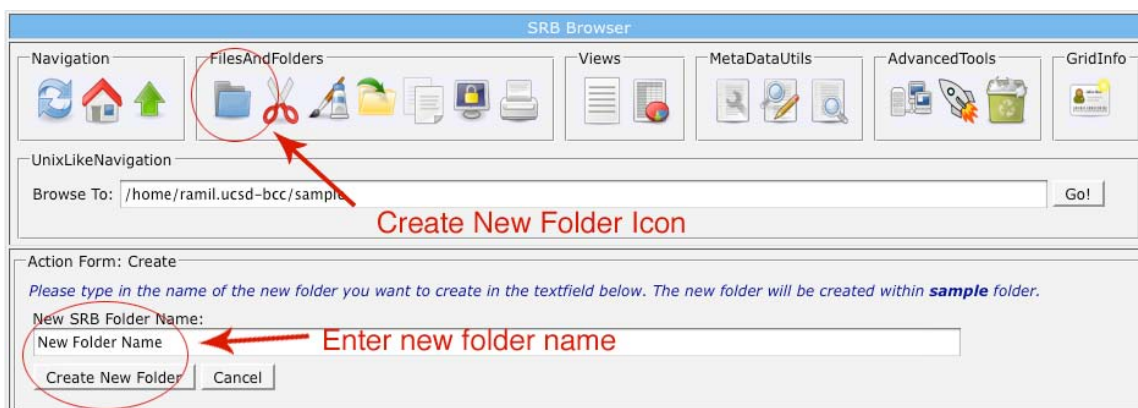 SRB Browser
Navigation
FilesAndFolders
Views
MetaDataUtils
AdvancedTools
GridInfo
UnixLikeNavigation
Browse To: /home/ramil.ucsd-bcc/sample Go!
Create New Folder Icon
Action Form: Create
Please type in the name of the new folder you want to create in the textfield below. The new folder will be created within sample folder.
New SRB Folder Name:
New Folder Name
Enter new folder name
Create New Folder Cancel